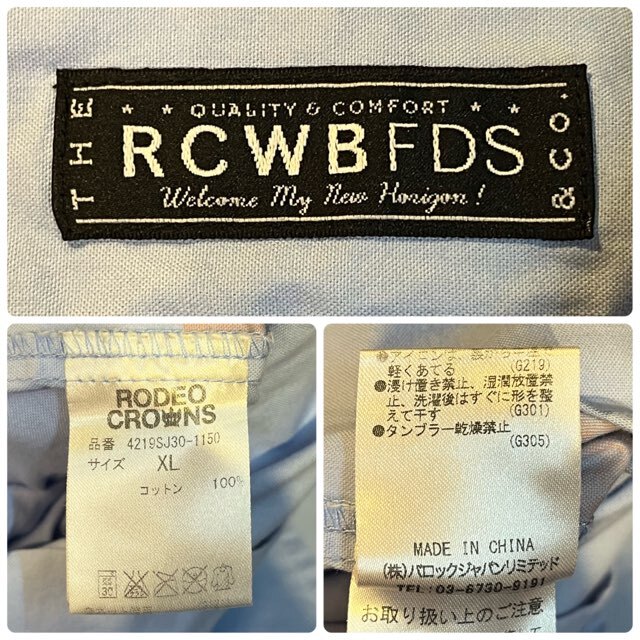 THE
★ ★ QUALITY & COMFORT ★ ★
RCWBFDS
Welcome My New Horizon!
& CO.
RODEO
CROWNS
品番 4219SJ30-1150
サイズ XL
コットン 100%
軽くあてる (G219)
●浸け置き禁止、湿潤放置禁
止、洗濯後はすぐに形を整
えて干す (G301)
●タンブラー乾燥禁止
(G305)
MADE IN CHINA
(株)バロックジャパンリミテッド
TEL:03-6730-9191
お取り扱い上のご注意